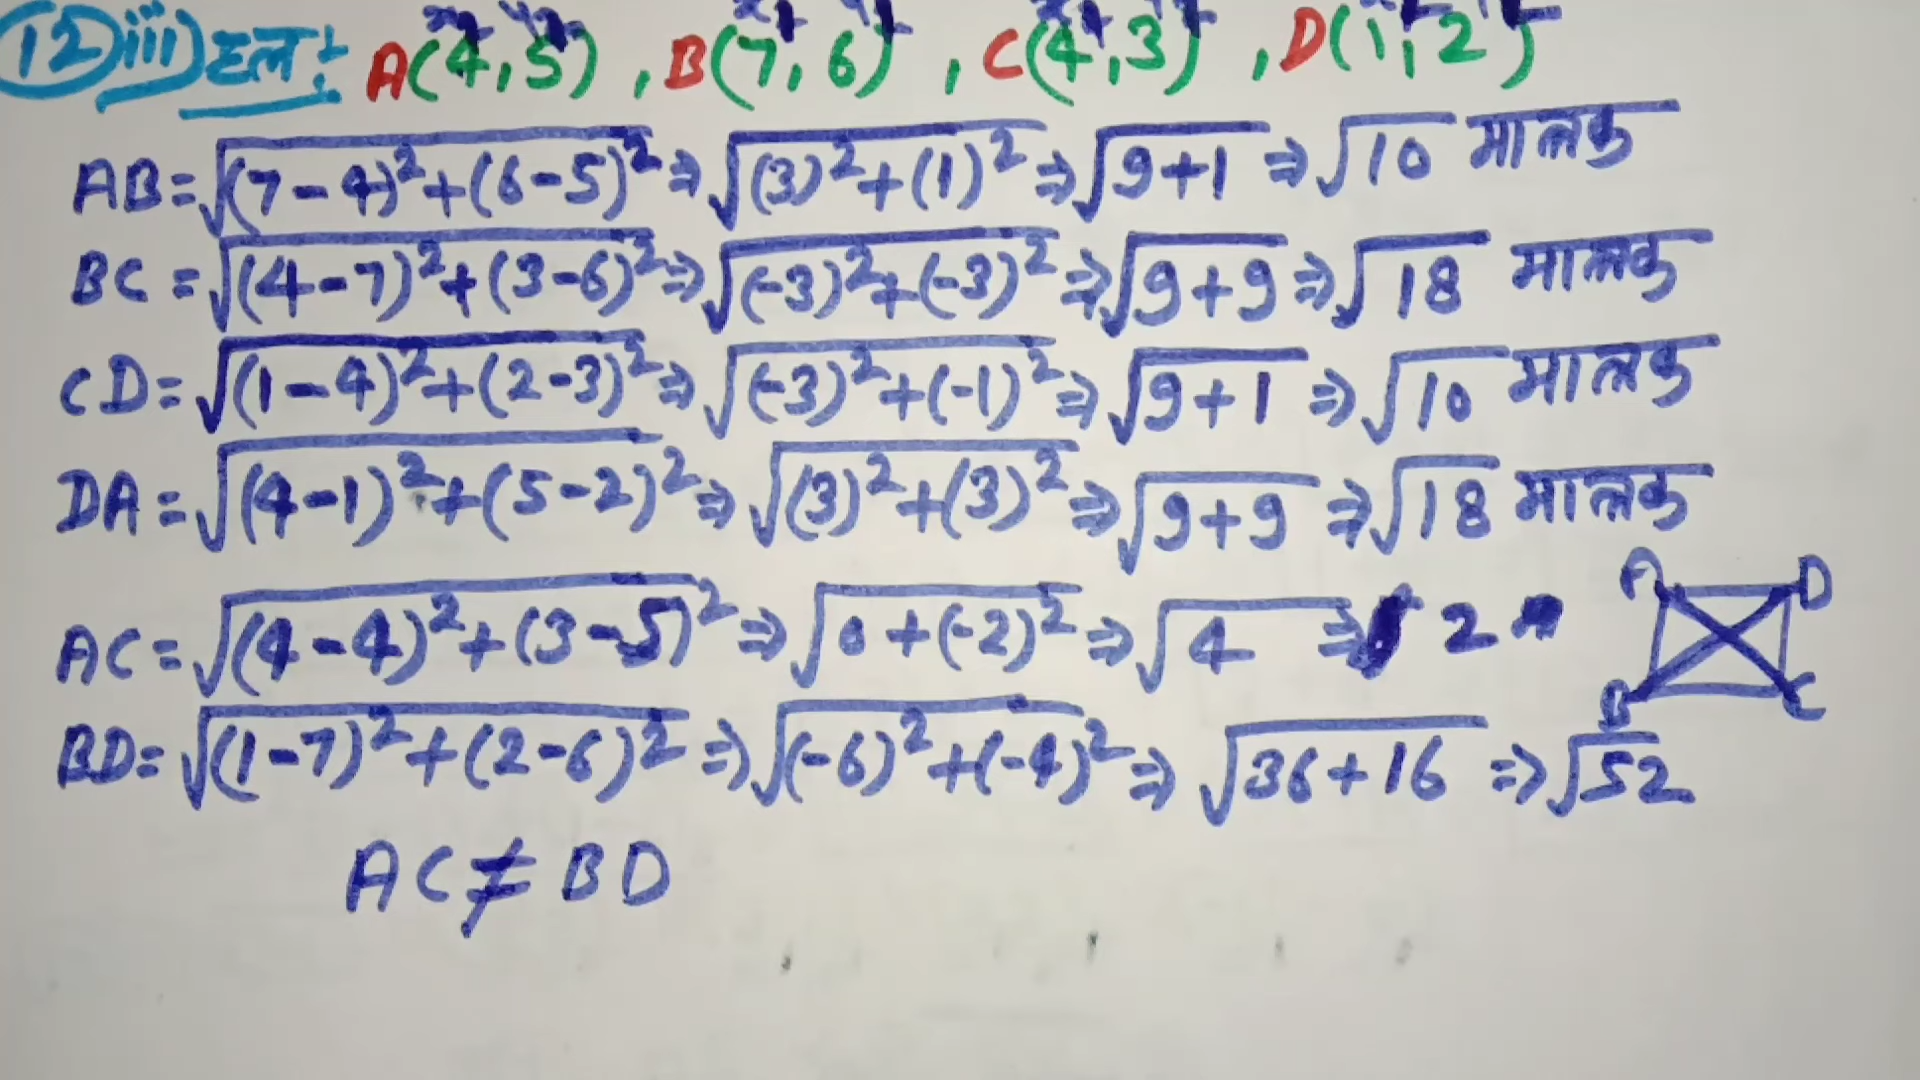 12 iii) हल÷ A(4,5), B(7,6), C(4,3), D(1,2)
AB=√(7-4)²+(6-5)² ⇒ √(3)²+(1)² ⇒ √9+1 ⇒ √10 मात्रक
BC=√(4-7)²+(3-6)² ⇒ √(-3)²+(-3)² ⇒ √9+9 ⇒ √18 मात्रक
CD=√(1-4)²+(2-3)² ⇒ √(-3)²+(-1)² ⇒ √9+1 ⇒ √10 मात्रक
DA=√(4-1)²+(5-2)² ⇒ √(3)²+(3)² ⇒ √9+9 ⇒ √18 मात्रक
AC=√(4-4)²+(3-5)² ⇒ √0+(-2)² ⇒ √4 ⇒ 2
A D
B C
BD=√(1-7)²+(2-6)² ⇒ √(-6)²+(-4)² ⇒ √36+16 ⇒ √52
AC≠BD